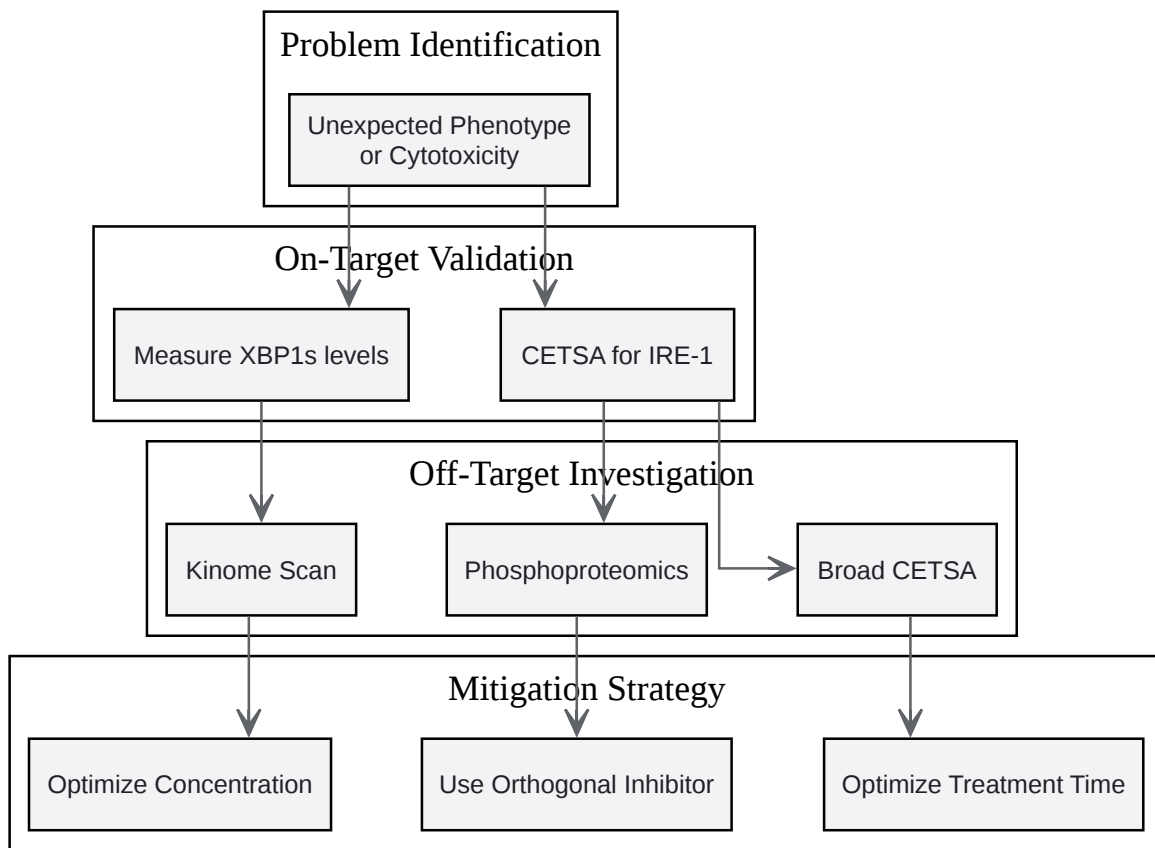 Problem Identification
Unexpected Phenotype
or Cytotoxicity
On-Target Validation
Measure XBP1s levels
CETSA for IRE-1
Off-Target Investigation
Kinome Scan
Phosphoproteomics
Broad CETSA
Mitigation Strategy
Optimize Concentration
Use Orthogonal Inhibitor
Optimize Treatment Time